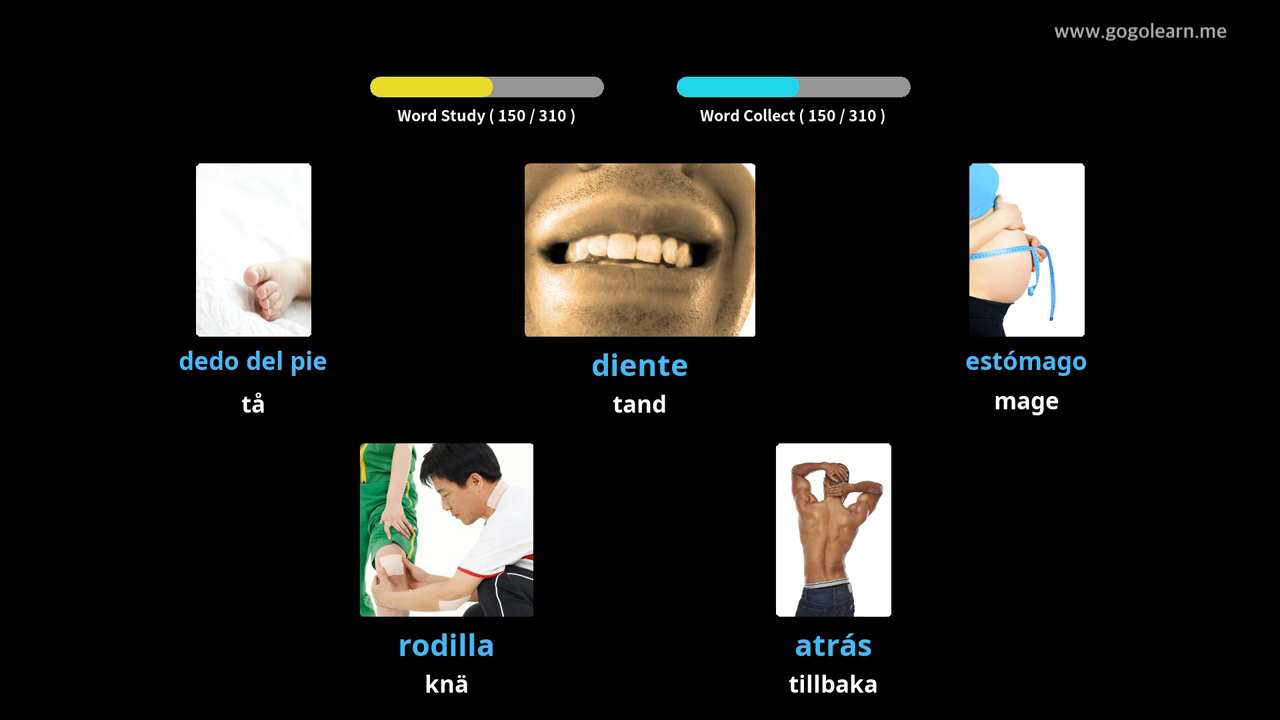 www.gogolearn.me
Word Study ( 150 / 310 )
Word Collect ( 150 / 310 )
dedo del pie
tå
diente
tand
estómago
mage
rodilla
knä
atrás
tillbaka